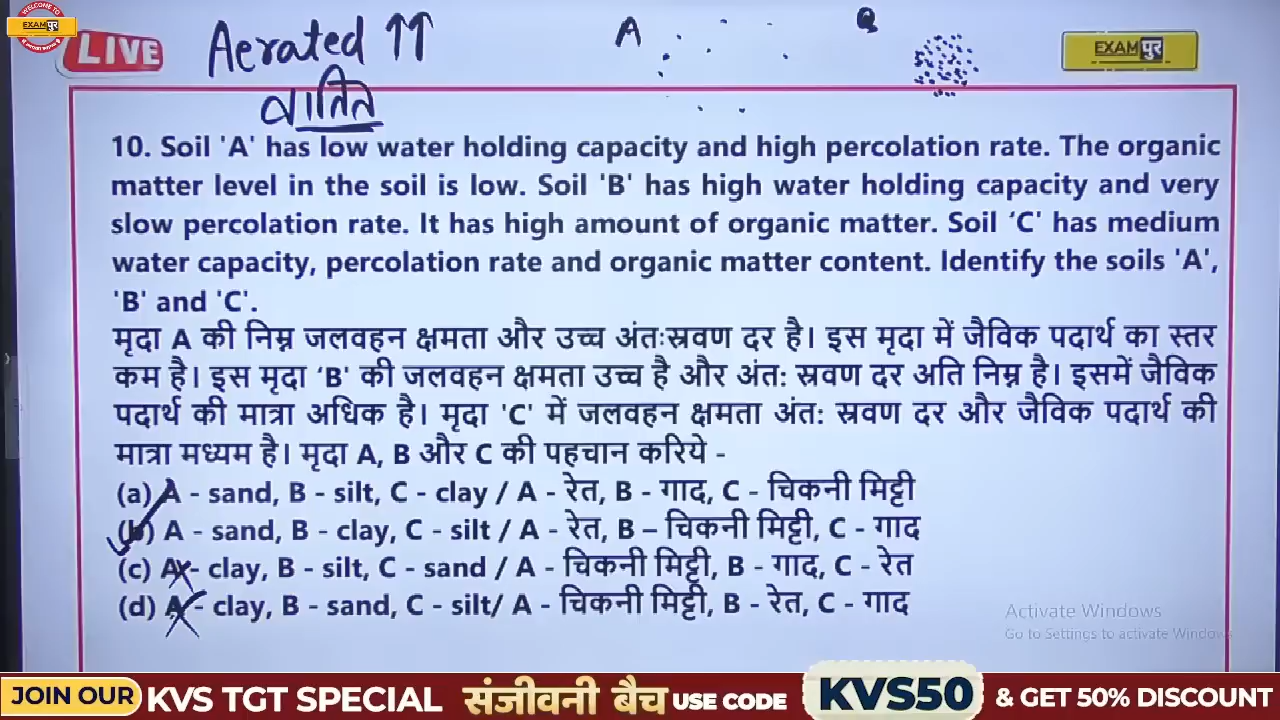 WELCOME TO
EXAMपुर
LIVE
Aerated ↑↑
वातित
A
B
EXAMपुर
10. Soil 'A' has low water holding capacity and high percolation rate. The organic
matter level in the soil is low. Soil 'B' has high water holding capacity and very
slow percolation rate. It has high amount of organic matter. Soil ‘C' has medium
water capacity, percolation rate and organic matter content. Identify the soils 'A',
'B' and 'C'.
मृदा A की निम्न जलवहन क्षमता और उच्च अंतःस्रवण दर है। इस मृदा में जैविक पदार्थ का स्तर
कम है। इस मृदा ‘B' की जलवहन क्षमता उच्च है और अंत: स्रवण दर अति निम्न है। इसमें जैविक
पदार्थ की मात्रा अधिक है। मृदा 'C' में जलवहन क्षमता अंत: स्रवण दर और जैविक पदार्थ की
मात्रा मध्यम है। मृदा A, B और C की पहचान करिये -
(a) A - sand, B - silt, C - clay / A - रेत, B - गाद, C - चिकनी मिट्टी
(b) A - sand, B - clay, C - silt / A - रेत, B – चिकनी मिट्टी, C - गाद
(c) A - clay, B - silt, C - sand / A - चिकनी मिट्टी, B - गाद, C - रेत
(d) A - clay, B - sand, C - silt/ A - चिकनी मिट्टी, B - रेत, C - गाद
Activate Windows
Go to Settings to activate Windows
JOIN OUR KVS TGT SPECIAL संजीवनी बैच USE CODE KVS50 & GET 50% DISCOUNT